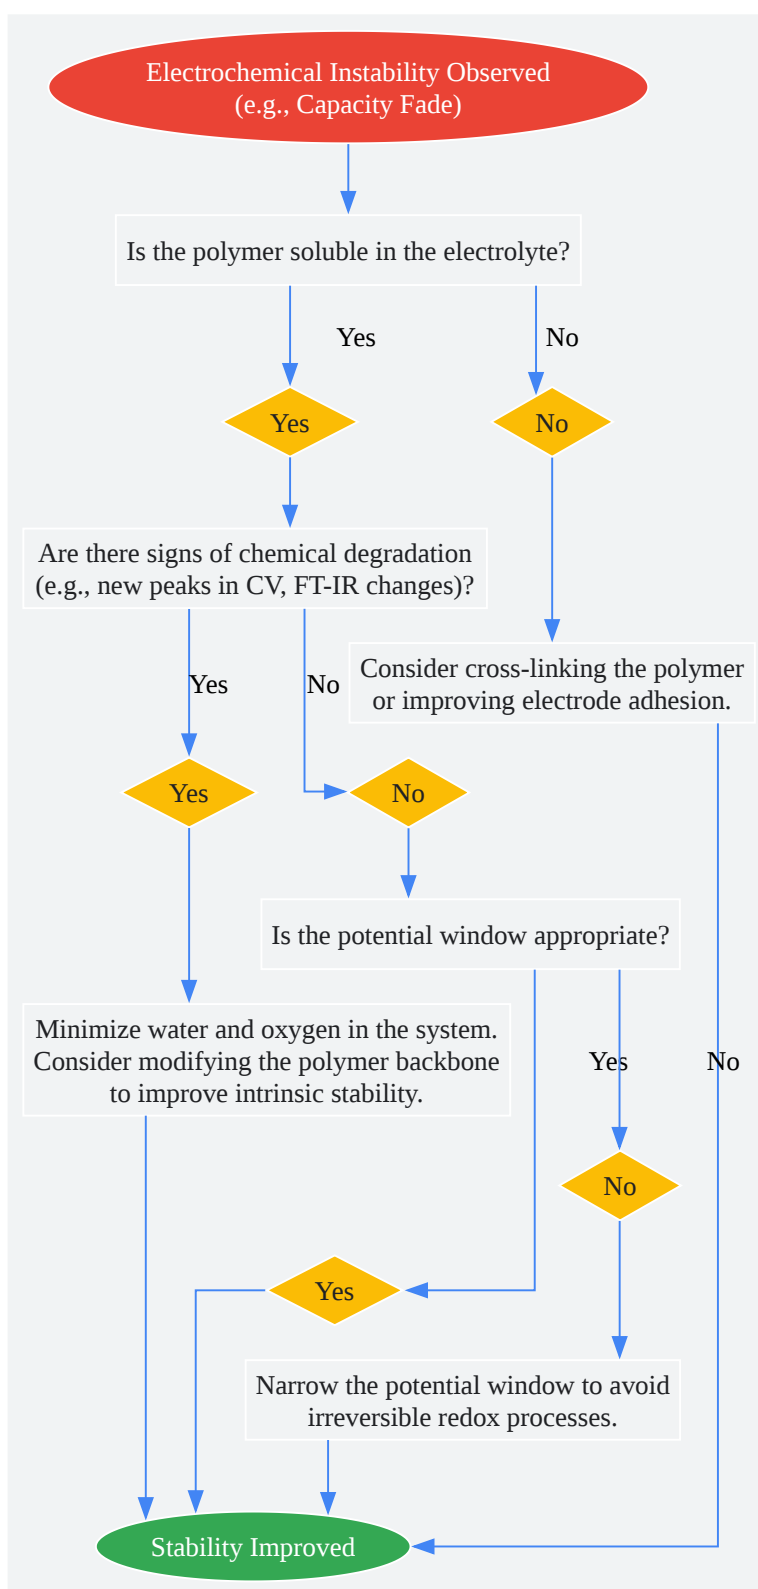 Electrochemical Instability Observed
(e.g., Capacity Fade)
Is the polymer soluble in the electrolyte?
Yes
No
Yes
No
Are there signs of chemical degradation
(e.g., new peaks in CV, FT-IR changes)?
Yes
No
Consider cross-linking the polymer
or improving electrode adhesion.
Yes
No
Is the potential window appropriate?
Minimize water and oxygen in the system.
Consider modifying the polymer backbone
to improve intrinsic stability.
Yes
No
No
Yes
Narrow the potential window to avoid
irreversible redox processes.
Stability Improved